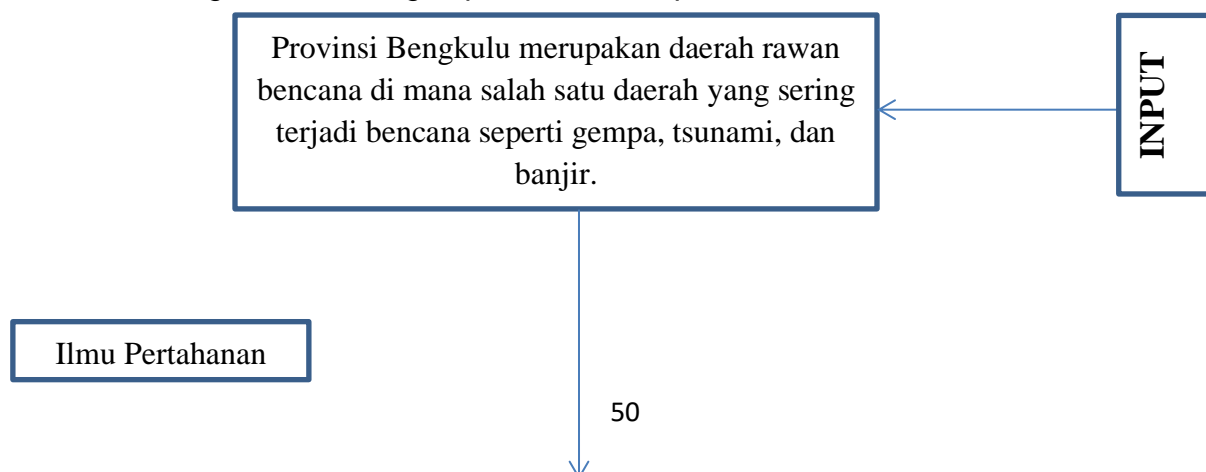 Provinsi Bengkulu merupakan daerah rawan
bencana di mana salah satu daerah yang sering
terjadi bencana seperti gempa, tsunami, dan
banjir.
INPUT
Ilmu Pertahanan
50